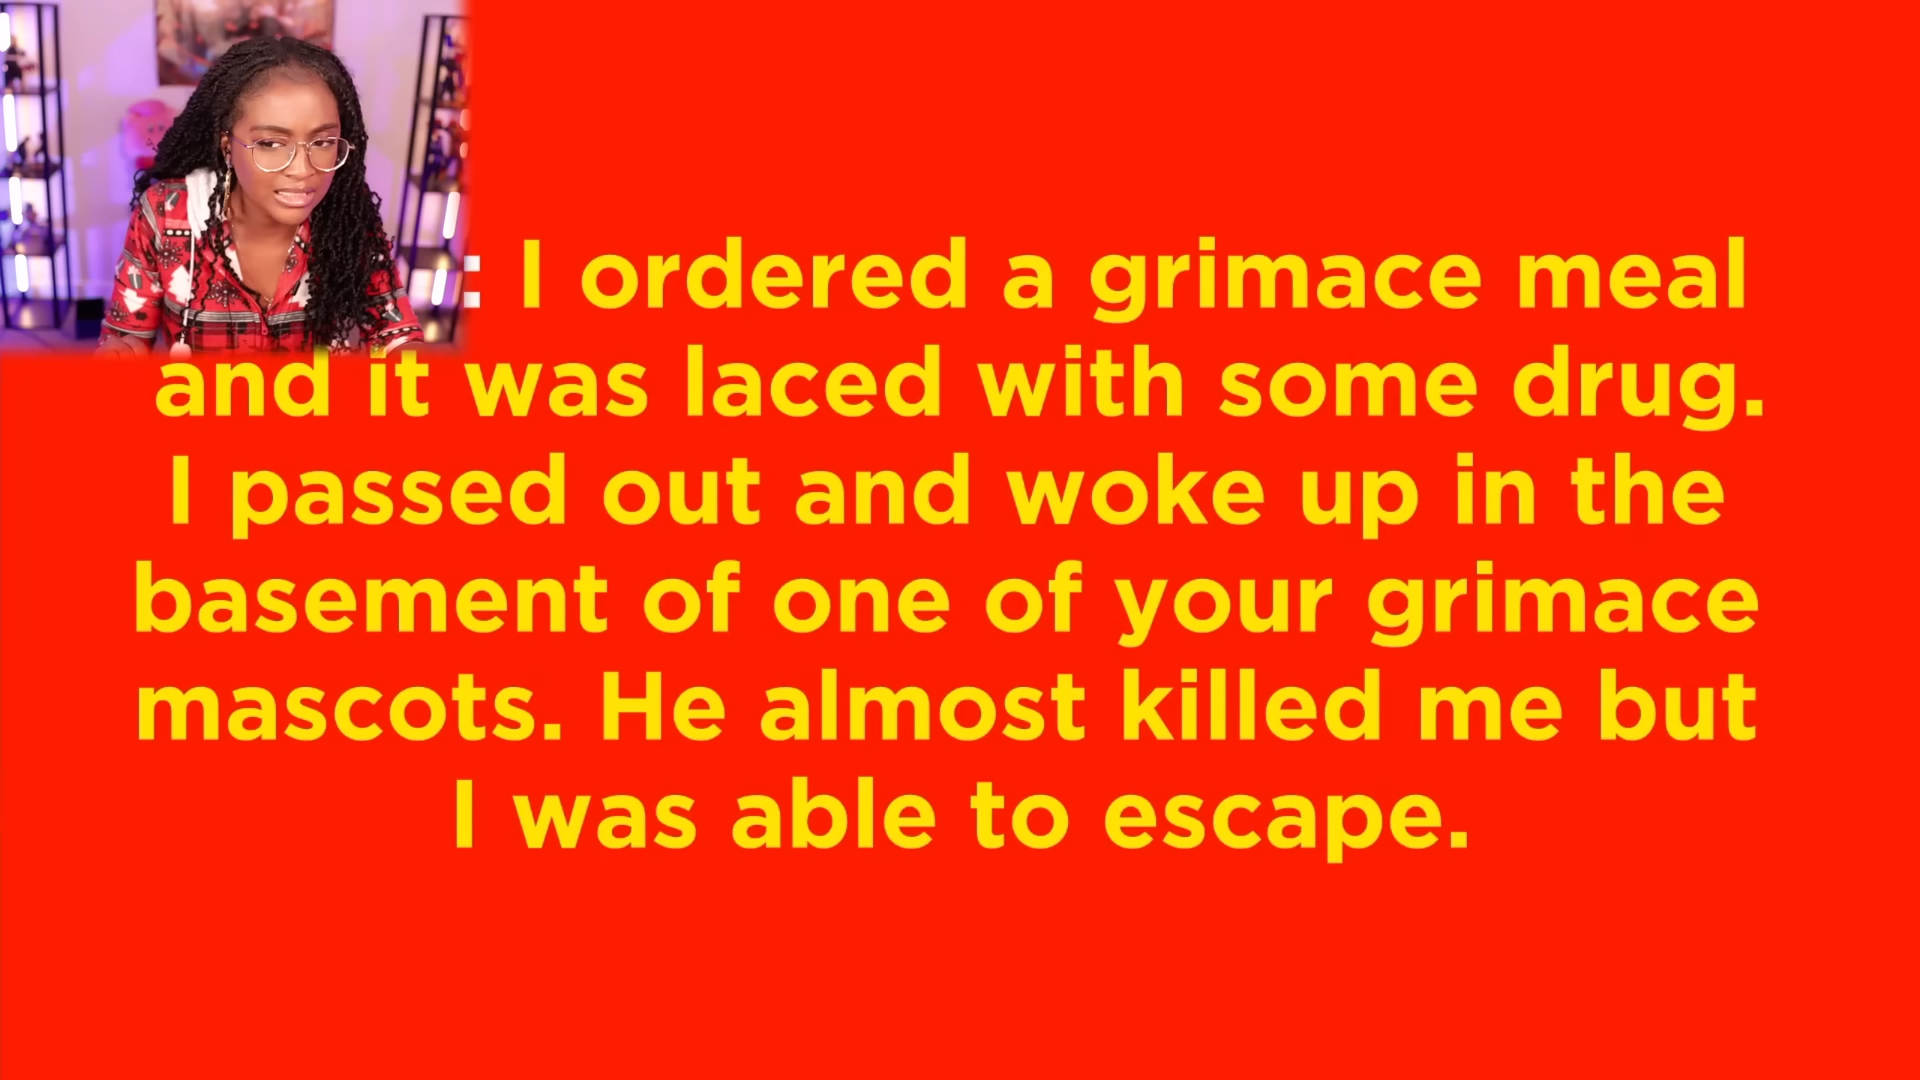 : I ordered a grimace meal
and it was laced with some drug.
I passed out and woke up in the
basement of one of your grimace
mascots. He almost killed me but
I was able to escape.